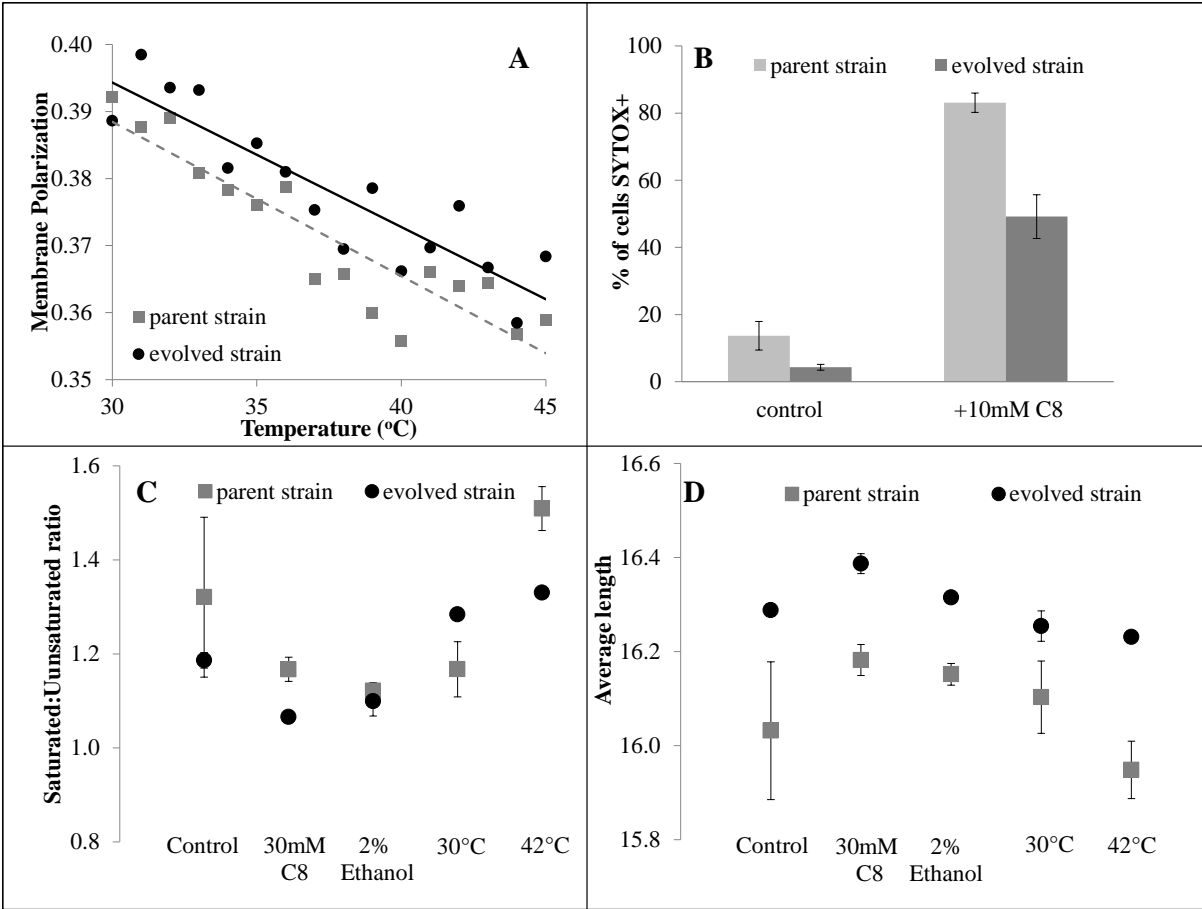 A
Membrane Polarization
0.40
0.39
0.38
0.37
0.36
0.35
parent strain
evolved strain
30
35
40
45
Temperature (°C)
B
% of cells SYTOX+
100
80
60
40
20
0
parent strain
evolved strain
control
+10mM C8
C
Saturated:Uunsaturated ratio
1.6
1.4
1.2
1.0
0.8
parent strain
evolved strain
Control
30mM
C8
2%
Ethanol
30°C
42°C
D
Average length
16.6
16.4
16.2
16.0
15.8
parent strain
evolved strain
Control
30mM
C8
2%
Ethanol
30°C
42°C